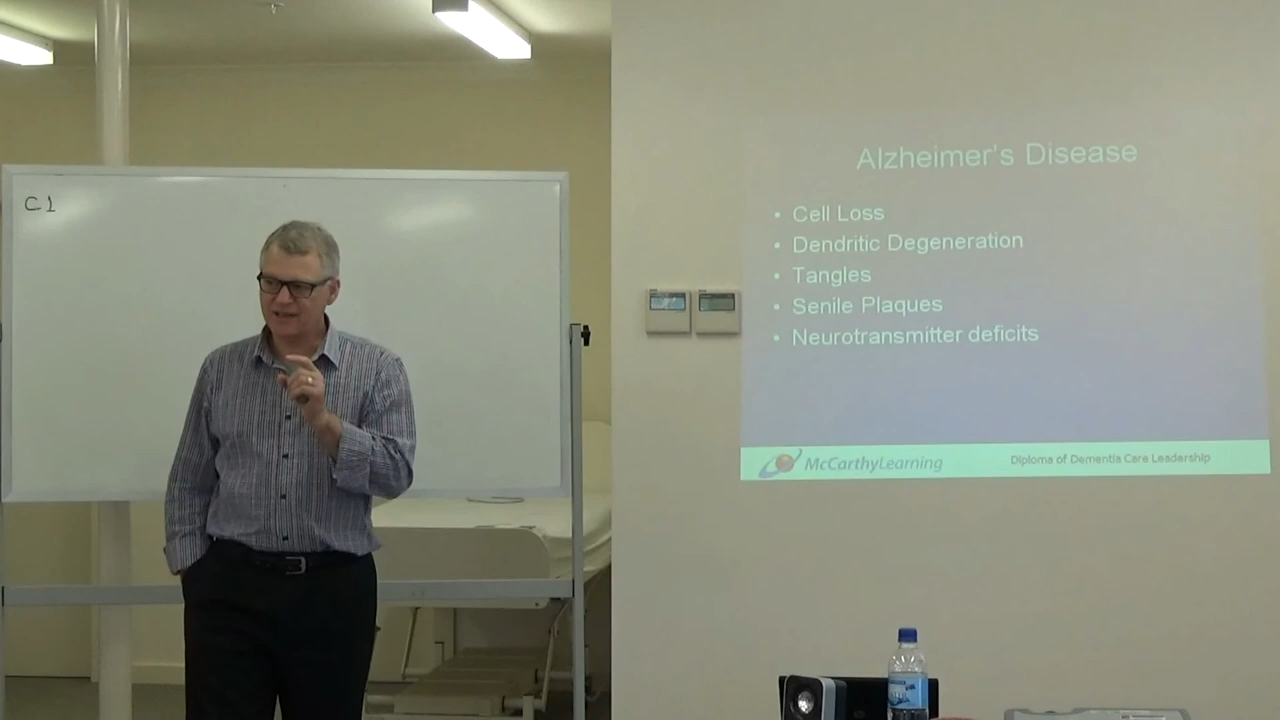 C1
Alzheimer's Disease
• Cell Loss
• Dendritic Degeneration
• Tangles
• Senile Plaques
• Neurotransmitter deficits
McCarthyLearning
Diploma of Dementia Care Leadership